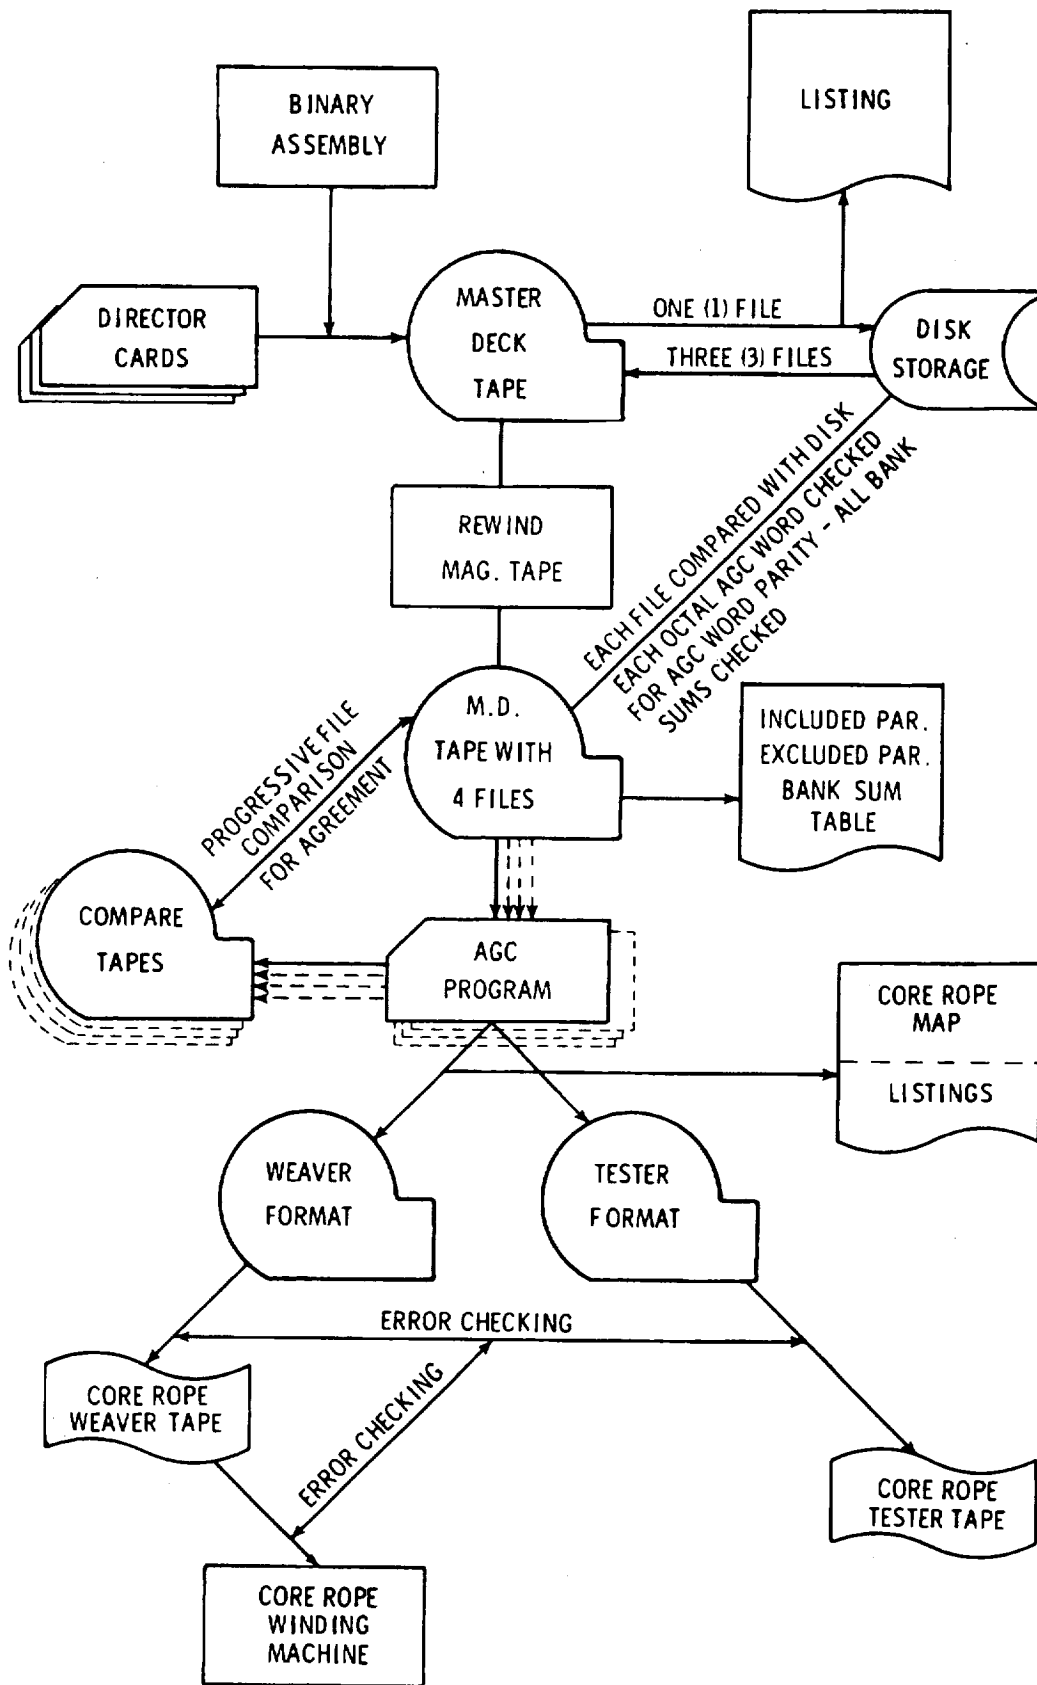 LISTING
BINARY
ASSEMBLY
DIRECTOR
CARDS
MASTER
DECK
TAPE
ONE (1) FILE
THREE (3) FILES
DISK
STORAGE
REWIND
MAG. TAPE
EACH FILE COMPARED WITH DISK
EACH OCTAL AGC WORD CHECKED
FOR AGC WORD PARITY - ALL BANK
SUMS CHECKED
M.D.
TAPE WITH
4 FILES
INCLUDED PAR.
EXCLUDED PAR.
BANK SUM
TABLE
PROGRESSIVE FILE
COMPARISON
FOR AGREEMENT
COMPARE
TAPES
AGC
PROGRAM
CORE ROPE
MAP
LISTINGS
WEAVER
FORMAT
TESTER
FORMAT
ERROR CHECKING
ERROR CHECKING
CORE ROPE
WEAVER TAPE
CORE ROPE
TESTER TAPE
CORE ROPE
WINDING
MACHINE